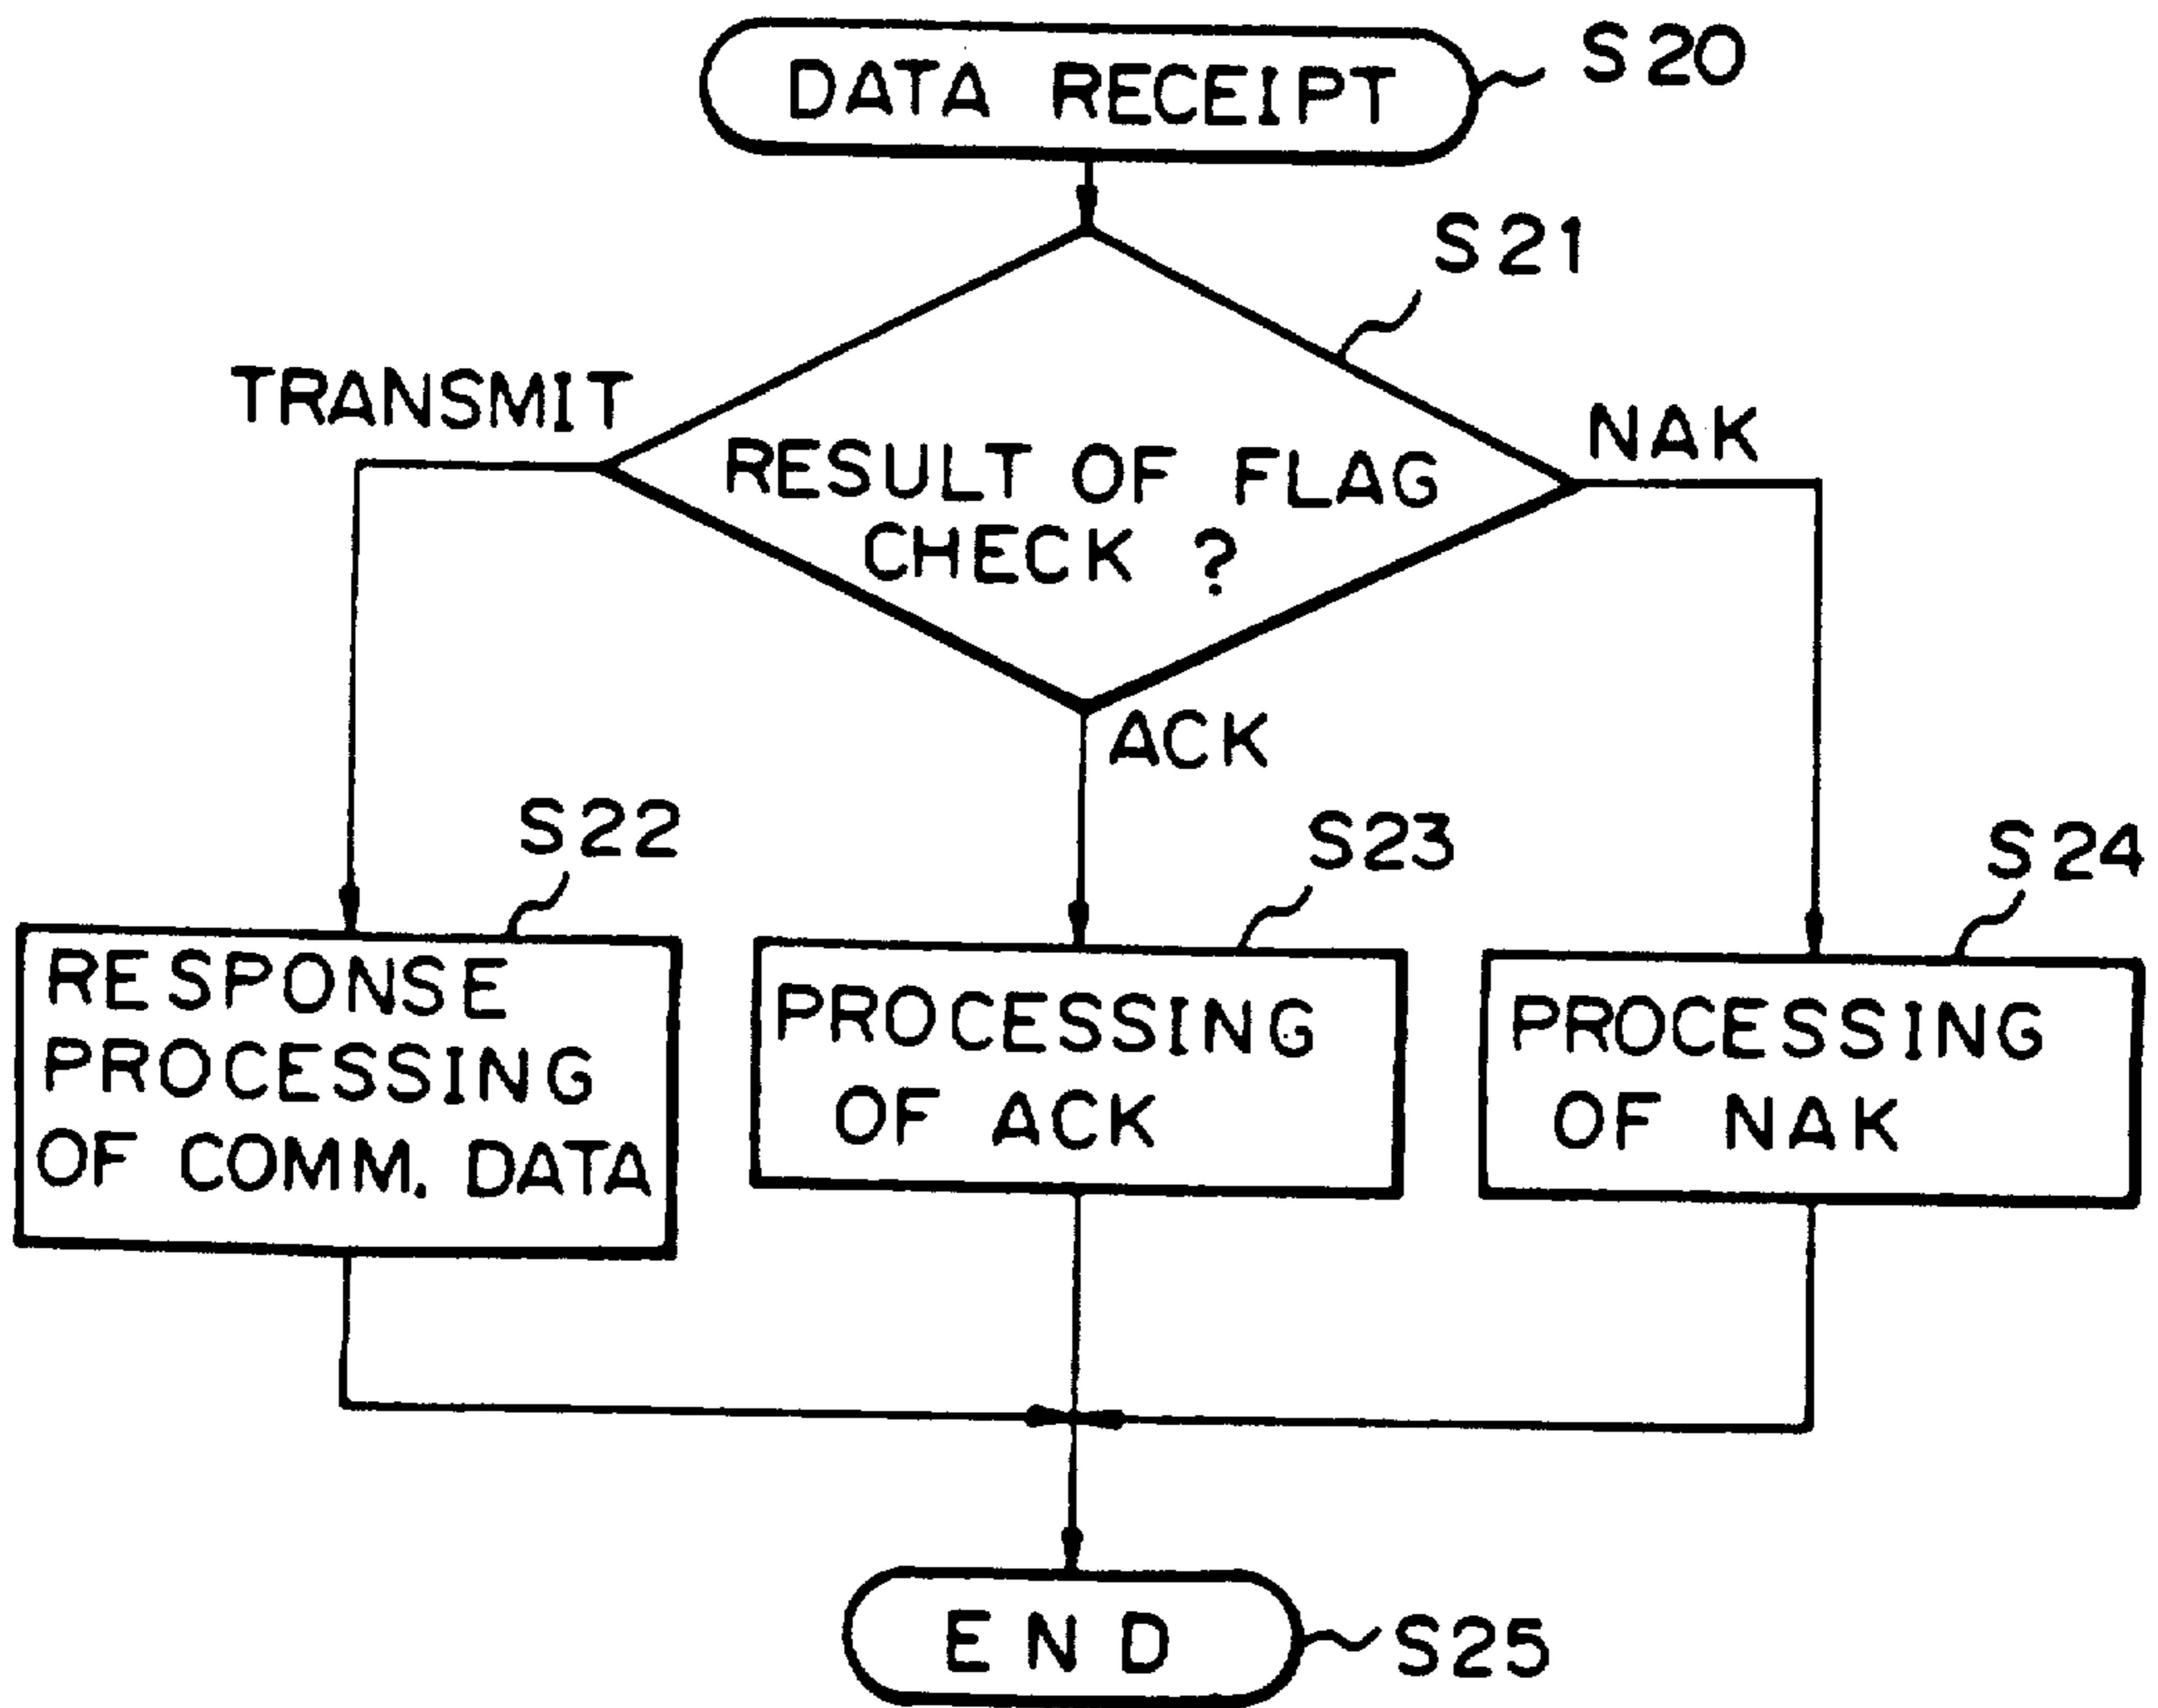 DATA RECEIPT
S20
S21
TRANSMIT
NAK
RESULT OF FLAG
CHECK ?
ACK
S22
S23
S24
RESPONSE
PROCESSING
OF COMM. DATA
PROCESSING
OF ACK
PROCESSING
OF NAK
END
S25